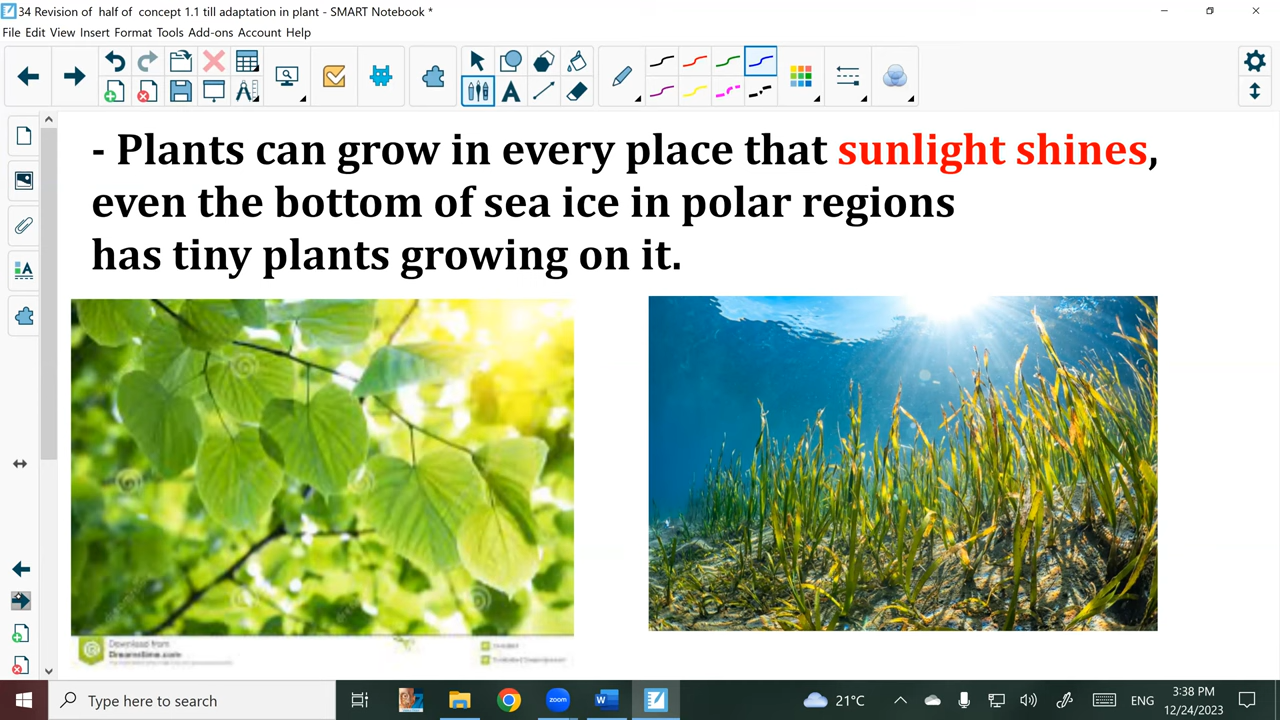 34 Revision of half of concept 1.1 till adaptation in plant - SMART Notebook *
File Edit View Insert Format Tools Add-ons Account Help
- Plants can grow in every place that sunlight shines,
even the bottom of sea ice in polar regions
has tiny plants growing on it.
Download from
Dreamstime.com
Type here to search
zoom
21°C
ENG
3:38 PM
12/24/2023